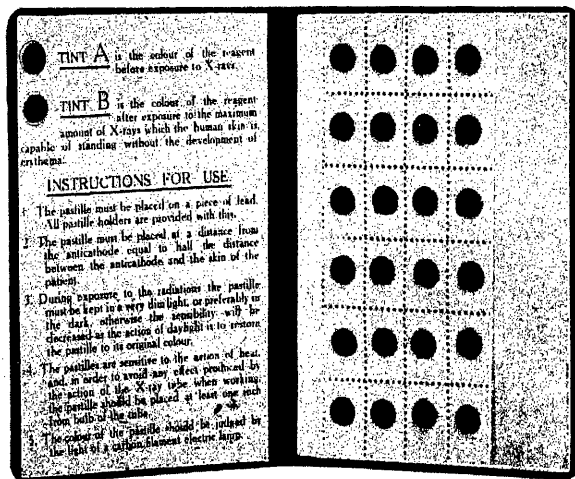 TINT A is the colour of the reagent
before exposure to X-rays.
TINT B is the colour of the reagent
after exposure to the maximum
amount of X-rays which the human skin is
capable of standing without the development of
erythema.
INSTRUCTIONS FOR USE.
1. The pastille must be placed on a piece of lead.
All pastille holders are provided with this.
2. The pastille must be placed at a distance from
the anticathode equal to half the distance
between the anticathode and the skin of the
patient.
3. During exposure to the radiations the pastille
must be kept in a very dim light, or preferably in
the dark, otherwise the sensibility will be
decreased as the action of daylight is to restore
the pastille to its original colour.
4. The pastilles are sensitive to the action of heat,
and, in order to avoid any effect produced by
the action of the X-ray tube when working,
the pastille should be placed at least one inch
from bulb of the tube.
5. The colour of the pastille should be judged by
the light of a carbon filament electric lamp.